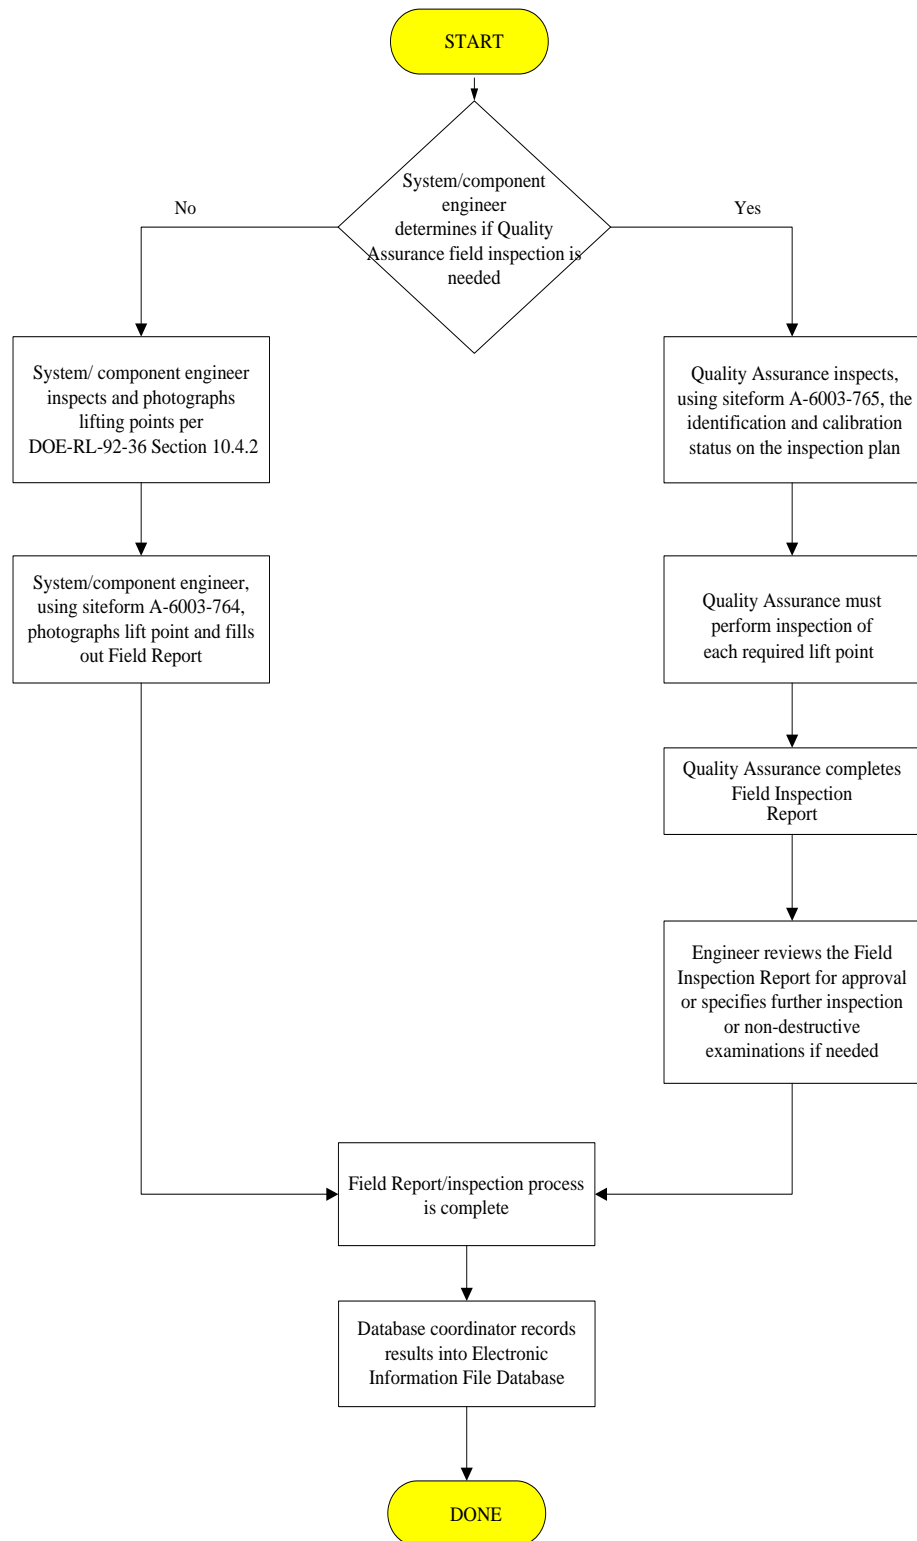 START
System/component
engineer
determines if Quality
Assurance field inspection is
needed
No
Yes
System/ component engineer
inspects and photographs
lifting points per
DOE-RL-92-36 Section 10.4.2
System/component engineer,
using siteform A-6003-764,
photographs lift point and fills
out Field Report
Quality Assurance inspects,
using siteform A-6003-765, the
identification and calibration
status on the inspection plan
Quality Assurance must
perform inspection of
each required lift point
Quality Assurance completes
Field Inspection
Report
Engineer reviews the Field
Inspection Report for approval
or specifies further inspection
or non-destructive
examinations if needed
Field Report/inspection process
is complete
Database coordinator records
results into Electronic
Information File Database
DONE